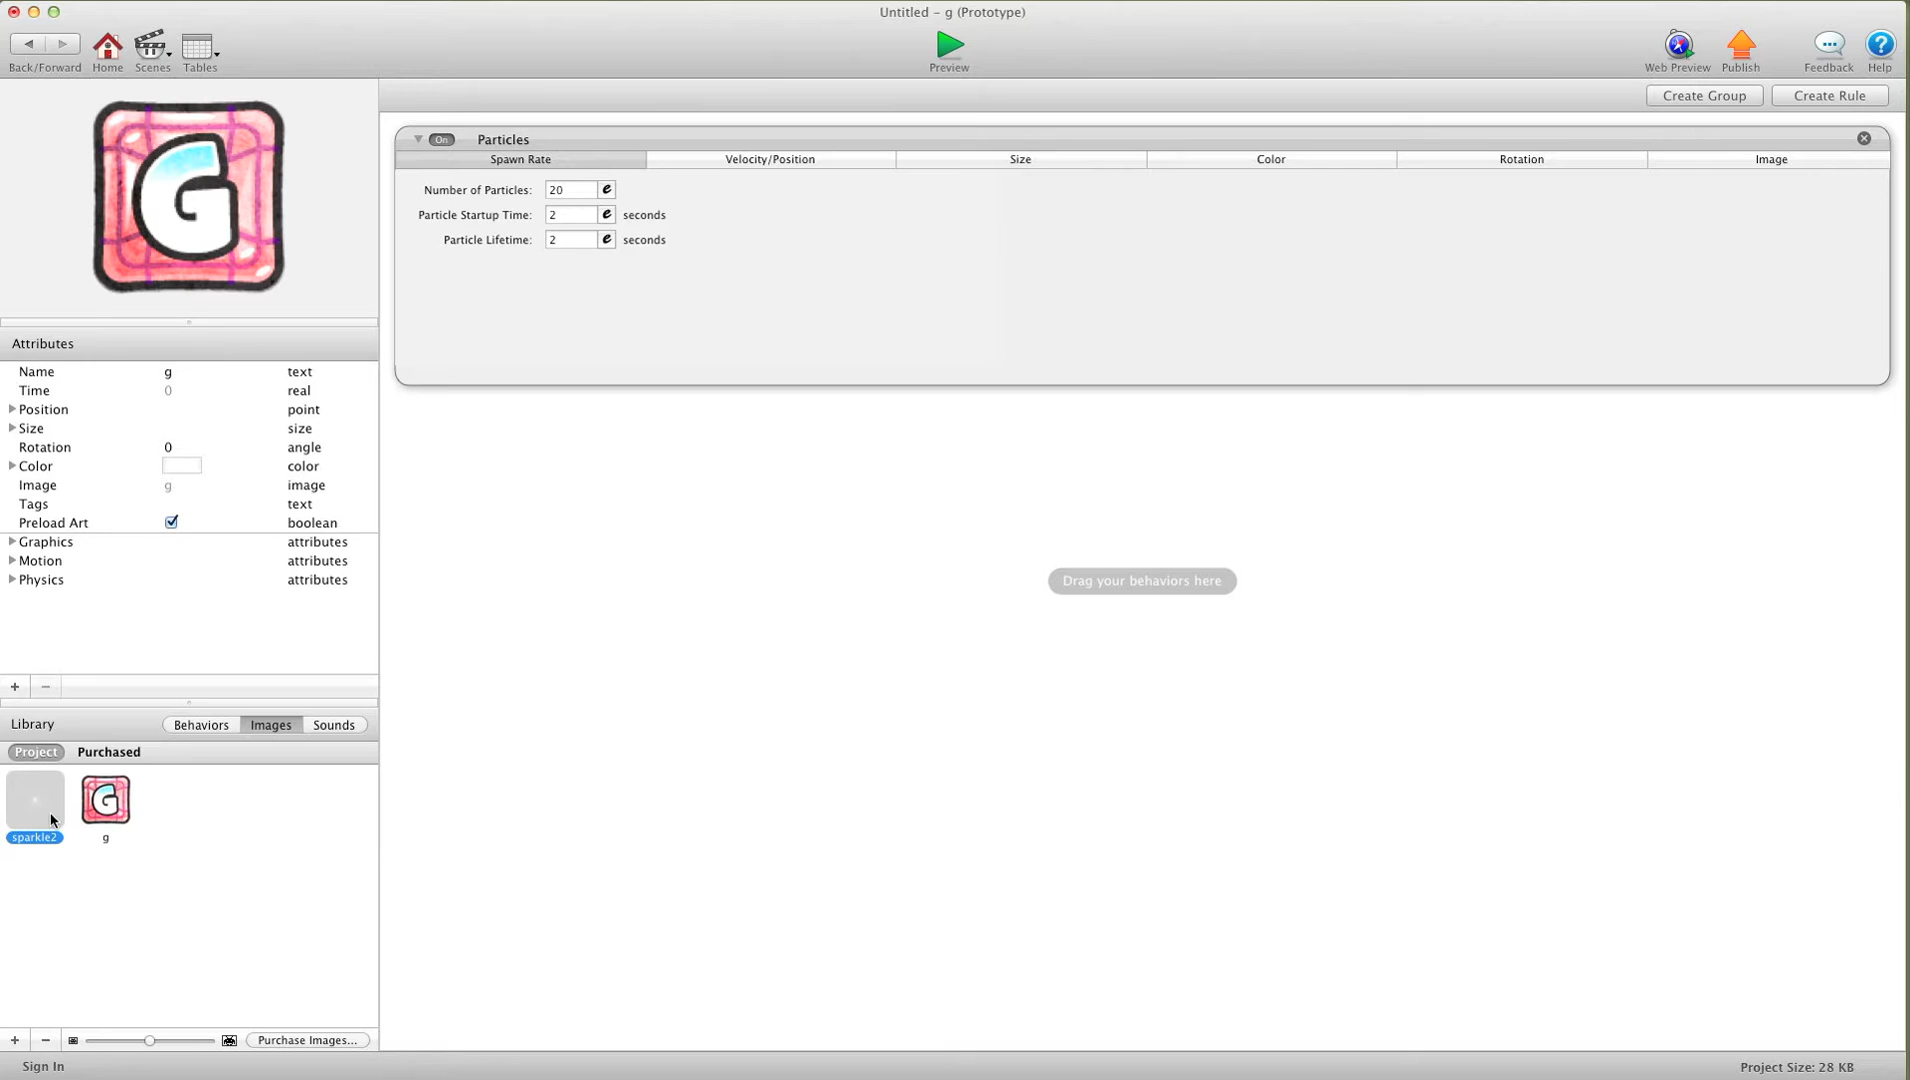 Untitled - g (Prototype)
Back/Forward Home Scenes Tables Preview Web Preview Publish Feedback Help
Create Group Create Rule
G
On Particles
Spawn Rate Velocity/Position Size Color Rotation Image
Number of Particles: 20 e
Particle Startup Time: 2 e seconds
Particle Lifetime: 2 e seconds
Attributes
Name g text
Time 0 real
Position point
Size size
Rotation 0 angle
Color color
Image g image
Tags text
Preload Art boolean
Graphics attributes
Motion attributes
Physics attributes
Drag your behaviors here
+ −
Library Behaviors Images Sounds
Project Purchased
G
sparkle2 g
+ − Purchase Images...
Sign In Project Size: 28 KB